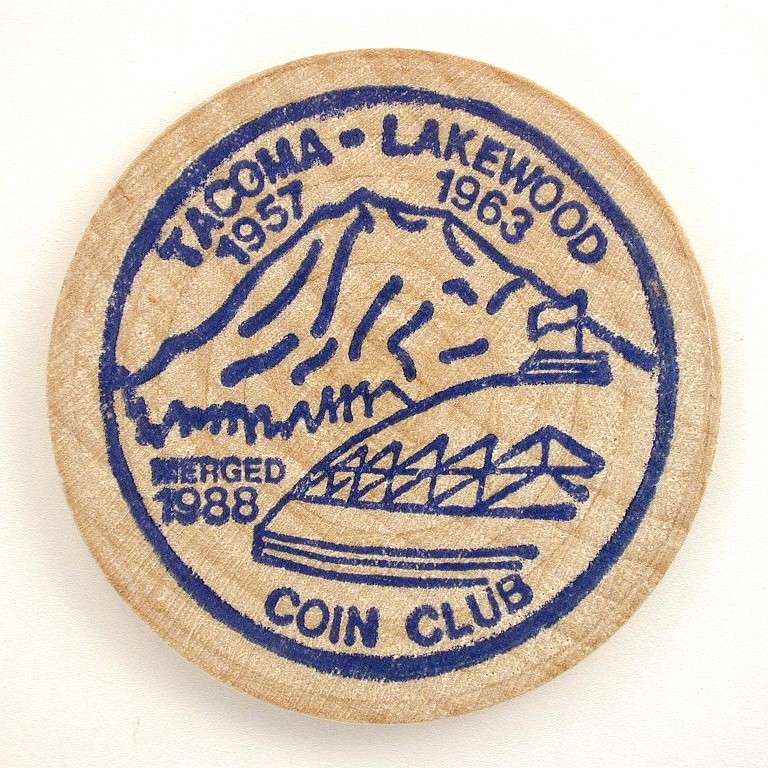 TACOMA - LAKEWOOD
1957 1963
MERGED
1988
COIN CLUB